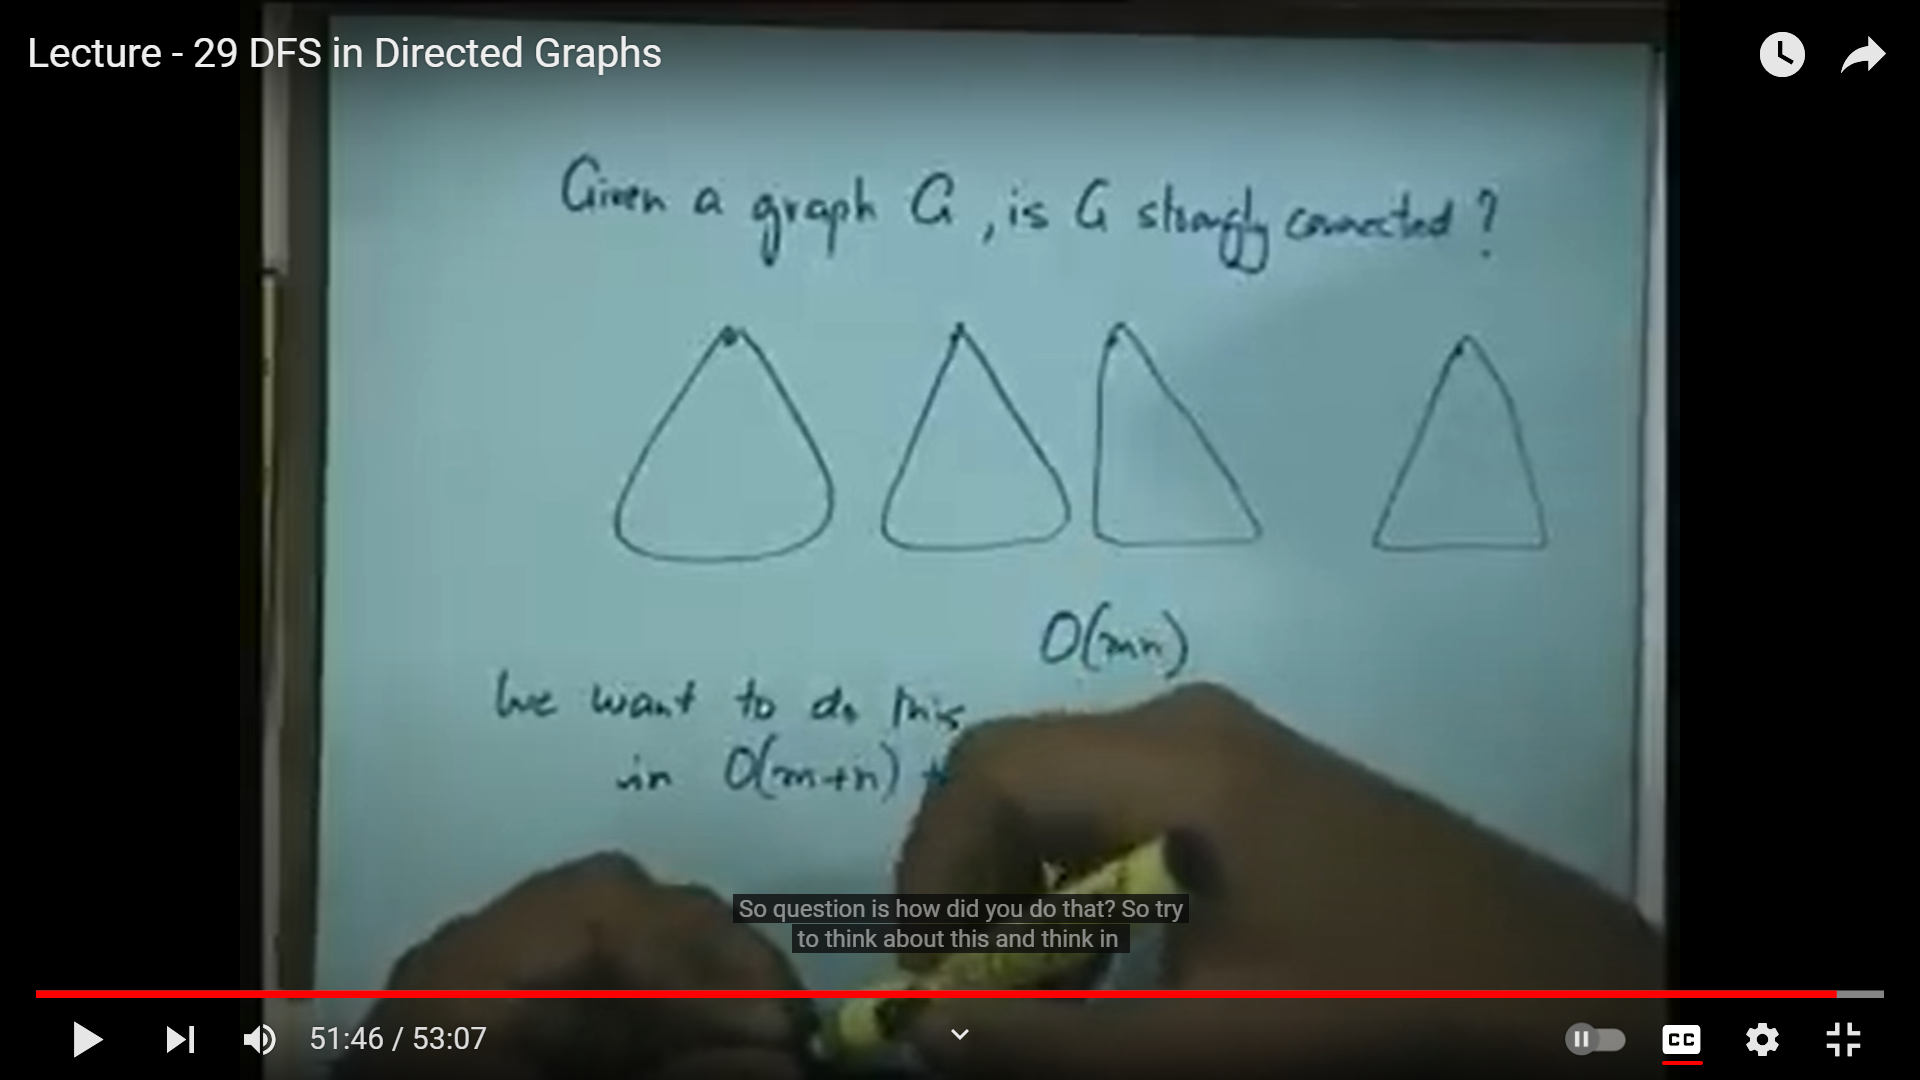 Lecture - 29 DFS in Directed Graphs
Given a graph G, is G strongly connected?
O(mn)
We want to do this
in O(m+n)
So question is how did you do that? So try
to think about this and think in
51:46 / 53:07
CC